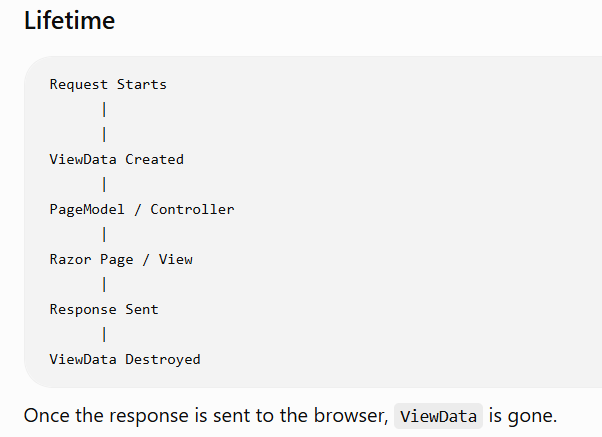 Lifetime
Request Starts
|
|
ViewData Created
|
PageModel / Controller
|
Razor Page / View
|
Response Sent
|
ViewData Destroyed
Once the response is sent to the browser, ViewData is gone.